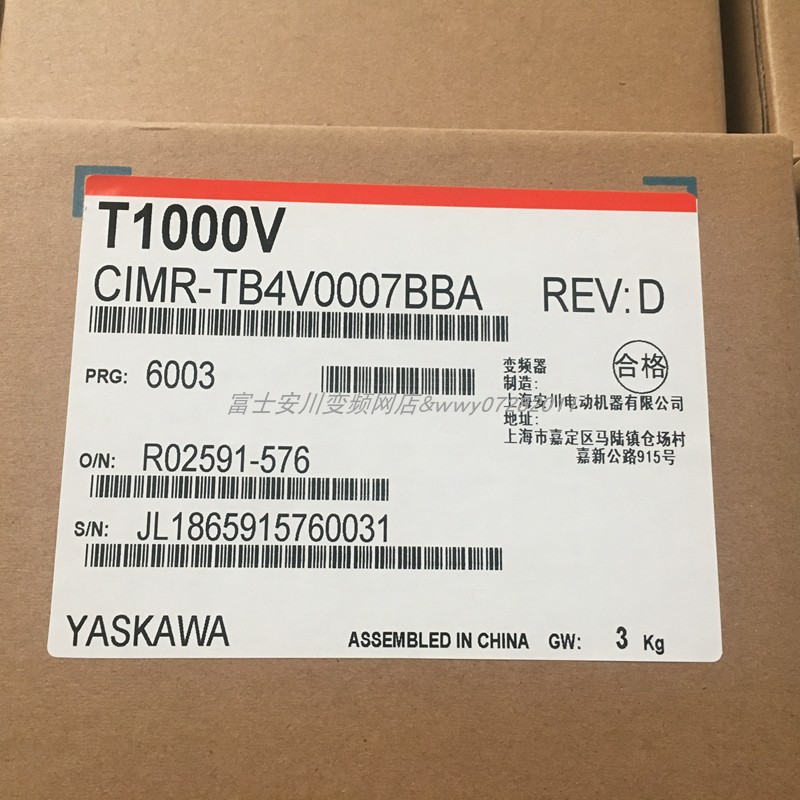 T1000V
CIMR-TB4V0007BBA REV:D
PRG: 6003
变频器
合格
制造:
上海安川电动机器有限公司
地址:
上海市嘉定区马陆镇仓场村
嘉新公路915号
富士安川变频网店&wwy0728201
O/N: R02591-576
S/N: JL1865915760031
YASKAWA
ASSEMBLED IN CHINA GW: 3 Kg